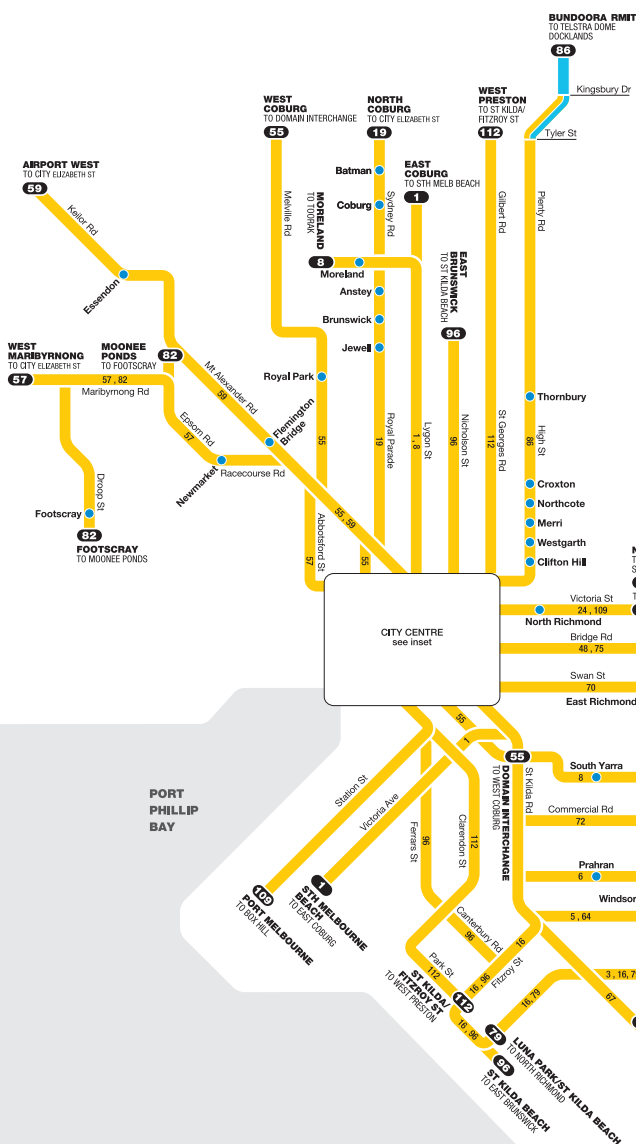 BUNDOORA RMIT
TO TELSTRA DOME
DOCKLANDS
86
Kingsbury Dr
Tyler St
WEST
COBURG
TO DOMAIN INTERCHANGE
55
NORTH
COBURG
TO CITY ELIZABETH ST
19
WEST
PRESTON
TO ST KILDA/
FITZROY ST
112
Batman
Coburg
EAST
COBURG
TO STH MELB BEACH
1
AIRPORT WEST
TO CITY ELIZABETH ST
59
Keilor Rd
Essendon
Melville Rd
Sydney Rd
Gilbert Rd
Plenty Rd
MORELAND
TO TOORAK
8
Moreland
EAST
BRUNSWICK
TO ST KILDA BEACH
96
Anstey
Brunswick
Jewell
WEST
MARIBYRNONG
TO CITY ELIZABETH ST
57
MOONEE
PONDS
TO FOOTSCRAY
82
57 , 82
Maribyrnong Rd
Mt Alexander Rd
59
Royal Park
Thornbury
Epsom Rd
57
Flemington
Bridge
Newmarket
Racecourse Rd
55
Royal Parade
19
Lygon St
1 , 8
Nicholson St
96
St Georges Rd
112
High St
86
Droop St
Footscray
82
FOOTSCRAY
TO MOONEE PONDS
Croxton
Northcote
Merri
Westgarth
Clifton Hill
Abbotsford St
57
55, 59
55
N
T
S
T
CITY CENTRE
see inset
Victoria St
24 , 109
North Richmond
Bridge Rd
48 , 75
Swan St
70
East Richmond
55
1
55
DOMAIN INTERCHANGE
TO WEST COBURG
St Kilda Rd
South Yarra
8
Commercial Rd
72
Prahran
6
Windsor
5 , 64
PORT
PHILLIP
BAY
Station St
Victoria Ave
Ferrars St
96
Clarendon St
112
109
PORT MELBOURNE
TO BOX HILL
1
STH MELBOURNE
BEACH
TO EAST COBURG
Canterbury Rd
96
16
Park St
112
16 , 96
Fitzroy St
3 , 16, 7
16, 79
67
ST KILDA/
FITZROY ST
TO WEST PRESTON
112
16, 96
79
LUNA PARK/ST KILDA BEACH
TO NORTH RICHMOND
96
ST KILDA BEACH
TO EAST BRUNSWICK